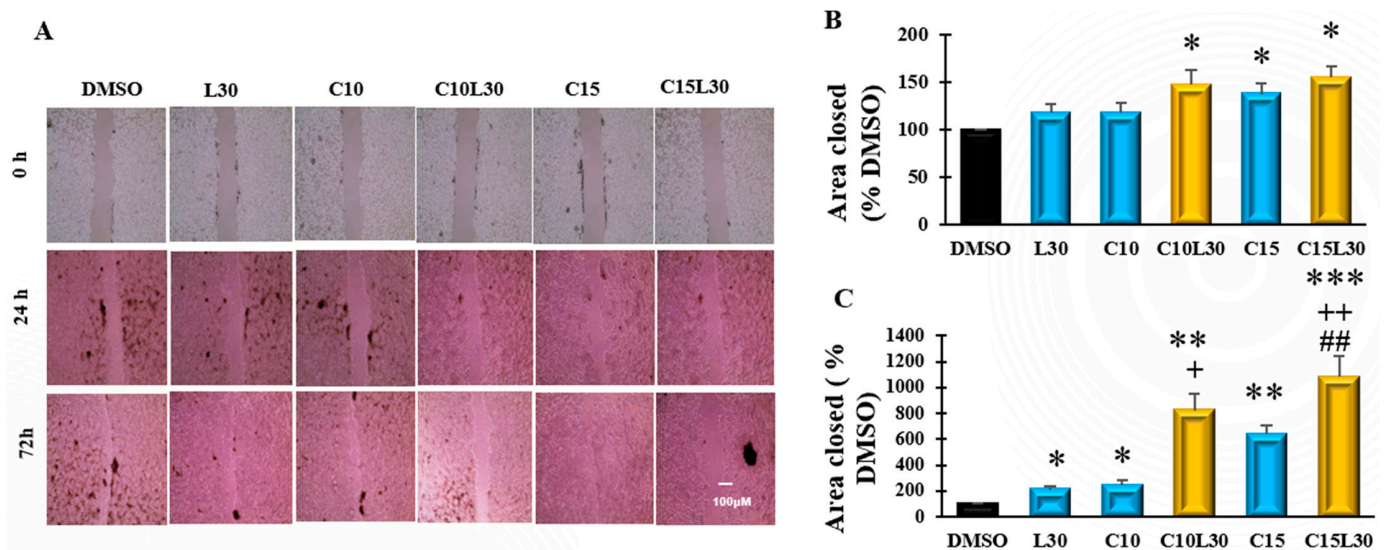 A
DMSO L30 C10 C10L30 C15 C15L30
0 h
24 h
72h
100µM
B
Area closed
(% DMSO)
200
150
100
50
0
* * *
DMSO L30 C10 C10L30 C15 C15L30
C
Area closed ( %
DMSO)
1400
1200
1000
800
600
400
200
0
* * ** + ** *** ++ ##
DMSO L30 C10 C10L30 C15 C15L30